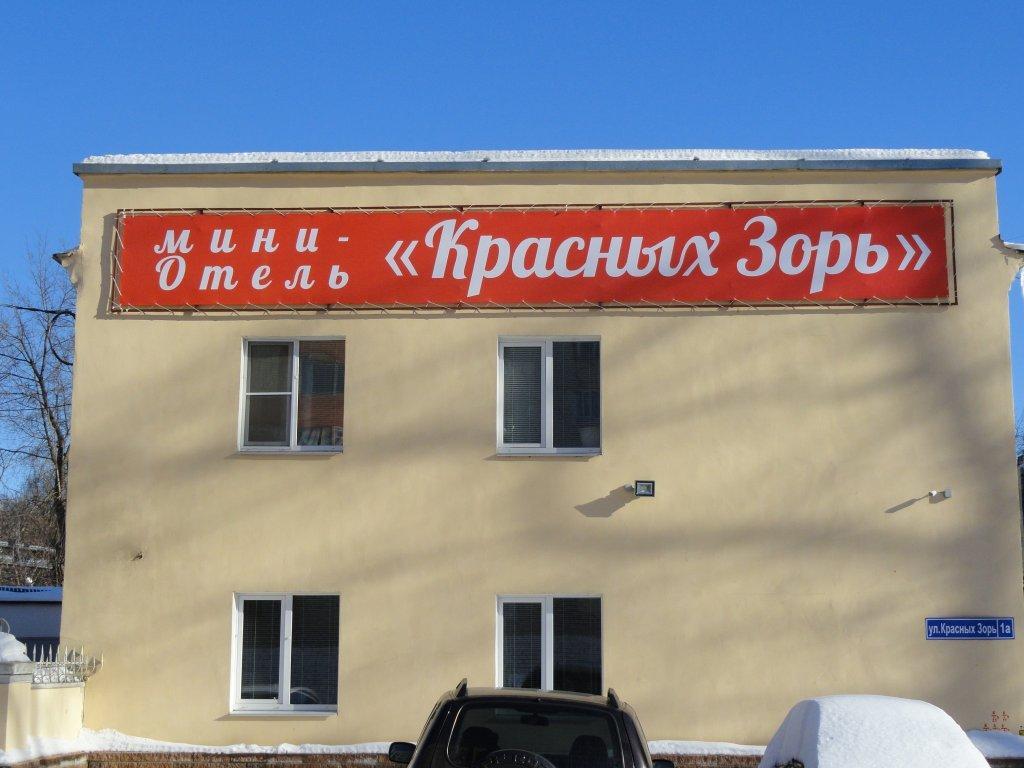 мини-
Отель
«Красных Зорь»
ул.Красных Зорь 1а